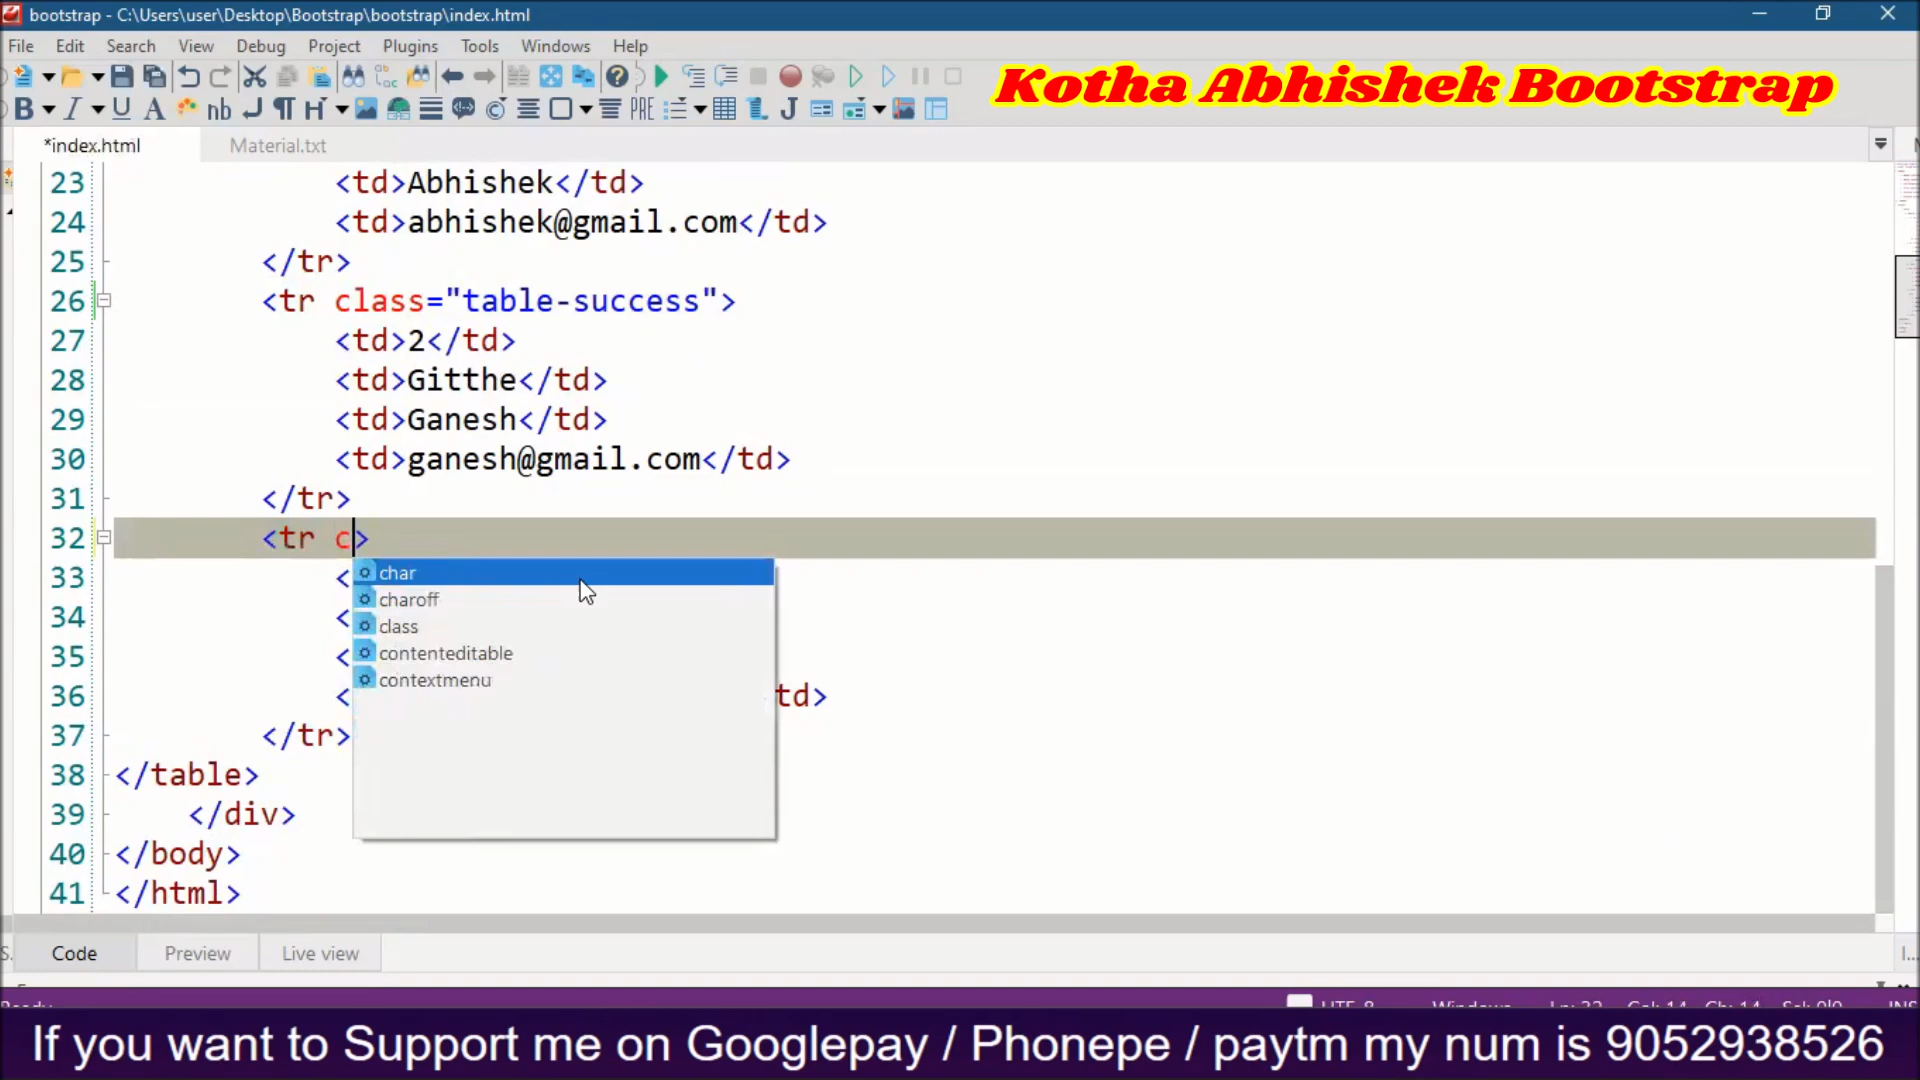 bootstrap - C:\Users\user\Desktop\Bootstrap\bootstrap\index.html
File Edit Search View Debug Project Plugins Tools Windows Help
Kotha Abhishek Bootstrap
B I U A nb H PRE J
*index.html Material.txt
23 <td>Abhishek</td>
24 <td>abhishek@gmail.com</td>
25 </tr>
26 <tr class="table-success">
27 <td>2</td>
28 <td>Gitthe</td>
29 <td>Ganesh</td>
30 <td>ganesh@gmail.com</td>
31 </tr>
32 <tr c>
33 < char
charoff
34 < class
35 < contenteditable
contextmenu
36 < td>
37 </tr>
38 </table>
39 </div>
40 </body>
41 </html>
Code Preview Live view
If you want to Support me on Googlepay / Phonepe / paytm my num is 9052938526